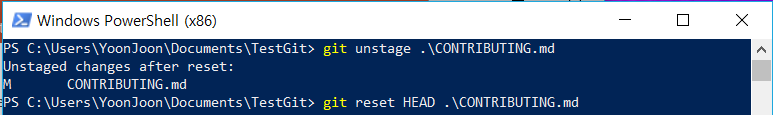 Windows PowerShell (x86)
PS C:\Users\YoonJoon\Documents\TestGit> git unstage .\CONTRIBUTING.md
Unstaged changes after reset:
M       CONTRIBUTING.md
PS C:\Users\YoonJoon\Documents\TestGit> git reset HEAD .\CONTRIBUTING.md